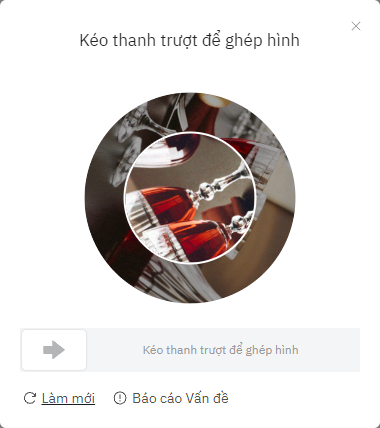 Kéo thanh trượt để ghép hình
Kéo thanh trượt để ghép hình
Làm mới
Báo cáo Vấn đề